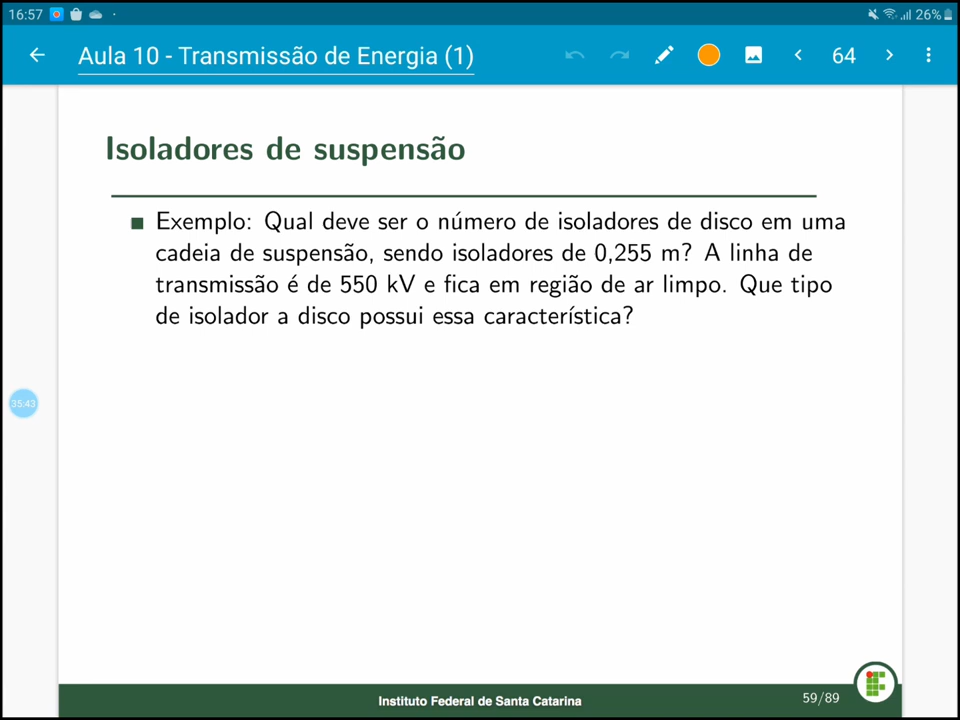 16:57
26%
Aula 10 - Transmissão de Energia (1)
64
Isoladores de suspensão
Exemplo: Qual deve ser o número de isoladores de disco em uma
cadeia de suspensão, sendo isoladores de 0,255 m? A linha de
transmissão é de 550 kV e fica em região de ar limpo. Que tipo
de isolador a disco possui essa característica?
35:43
Instituto Federal de Santa Catarina
59/89